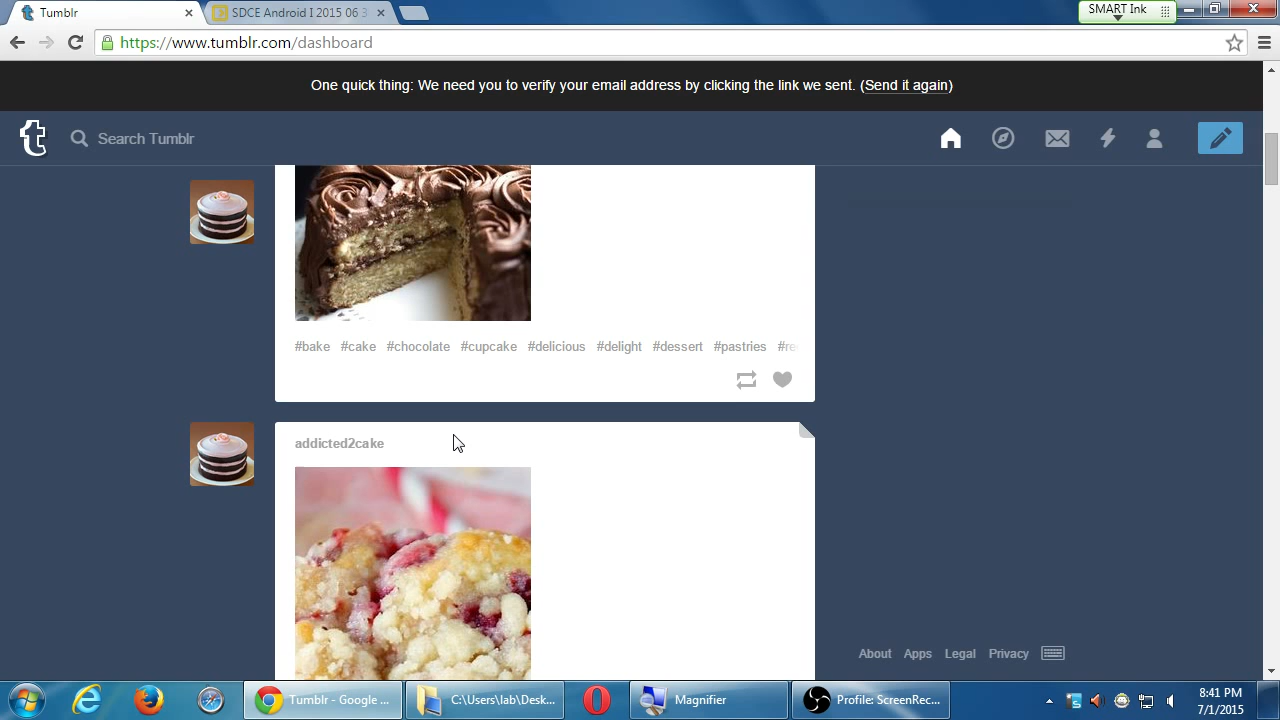 Tumblr
SDCE Android I 2015 06 3
SMART Ink
https://www.tumblr.com/dashboard
One quick thing: We need you to verify your email address by clicking the link we sent. (Send it again)
Search Tumblr
#bake #cake #chocolate #cupcake #delicious #delight #dessert #pastries #re
addicted2cake
About Apps Legal Privacy
Tumblr - Google ...
C:\Users\lab\Desk...
Magnifier
Profile: ScreenRec...
8:41 PM
7/1/2015